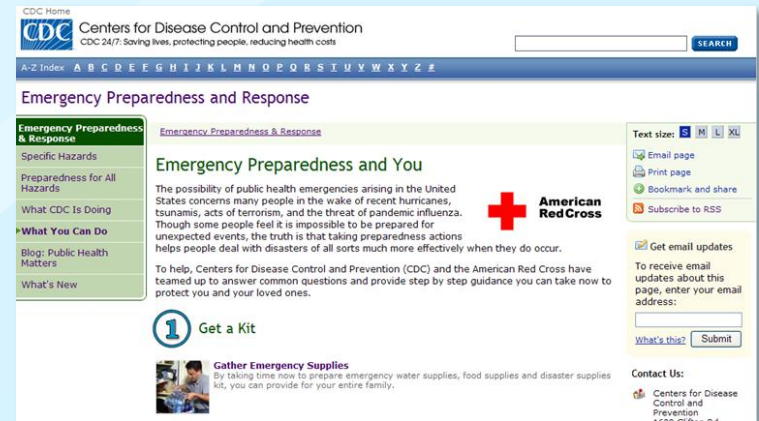 CDC Home
CDC
Centers for Disease Control and Prevention
CDC 24/7: Saving lives, protecting people, reducing health costs
SEARCH
A-Z Index A B C D E F G H I J K L M N O P Q R S T U V W X Y Z #
Emergency Preparedness and Response
Emergency Preparedness
& Response
Specific Hazards
Preparedness for All
Hazards
What CDC Is Doing
What You Can Do
Blog: Public Health
Matters
What's New
Emergency Preparedness & Response
Emergency Preparedness and You
The possibility of public health emergencies arising in the United
States concerns many people in the wake of recent hurricanes,
tsunamis, acts of terrorism, and the threat of pandemic influenza.
Though some people feel it is impossible to be prepared for
unexpected events, the truth is that taking preparedness actions
helps people deal with disasters of all sorts much more effectively when they do occur.
American
Red Cross
To help, Centers for Disease Control and Prevention (CDC) and the American Red Cross have
teamed up to answer common questions and provide step by step guidance you can take now to
protect you and your loved ones.
1 Get a Kit
Gather Emergency Supplies
By taking time now to prepare emergency water supplies, food supplies and disaster supplies
kit, you can provide for your entire family.
Text size: S M L XL
Email page
Print page
Bookmark and share
Subscribe to RSS
Get email updates
To receive email
updates about this
page, enter your email
address:
What's this? Submit
Contact Us:
Centers for Disease
Control and
Prevention